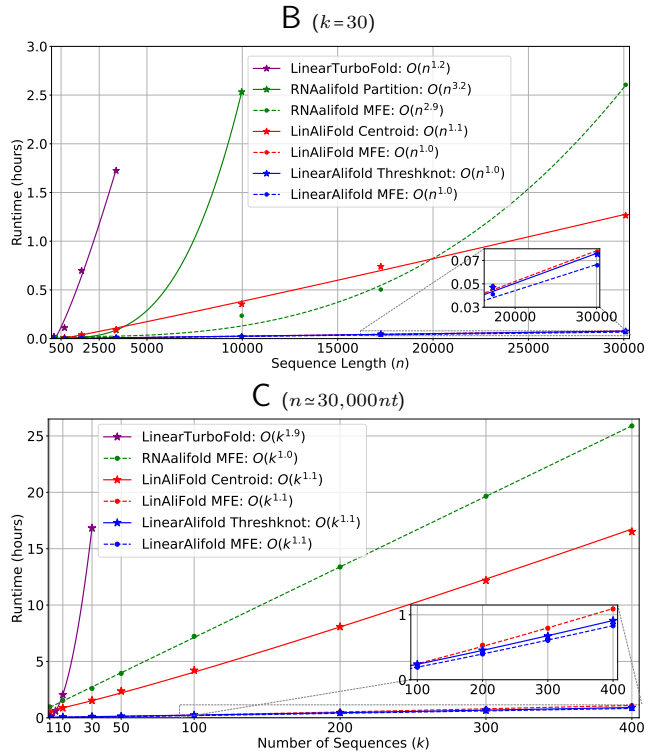 B (k=30)
3.0
2.5
2.0
1.5
1.0
0.5
0.0
Runtime (hours)
LinearTurboFold: O(n^1.2)
RNAalifold Partition: O(n^3.2)
RNAalifold MFE: O(n^2.9)
LinAliFold Centroid: O(n^1.1)
LinAliFold MFE: O(n^1.0)
LinearAlifold Threshknot: O(n^1.0)
LinearAlifold MFE: O(n^1.0)
0.07
0.05
0.03
20000 30000
500 2500 5000 10000 15000 20000 25000 30000
Sequence Length (n)
C (n≃30,000nt)
25
20
15
10
5
0
Runtime (hours)
LinearTurboFold: O(k^1.9)
RNAalifold MFE: O(k^1.0)
LinAliFold Centroid: O(k^1.1)
LinAliFold MFE: O(k^1.1)
LinearAlifold Threshknot: O(k^1.1)
LinearAlifold MFE: O(k^1.1)
1
0
100 200 300 400
1 10 30 50 100 200 300 400
Number of Sequences (k)